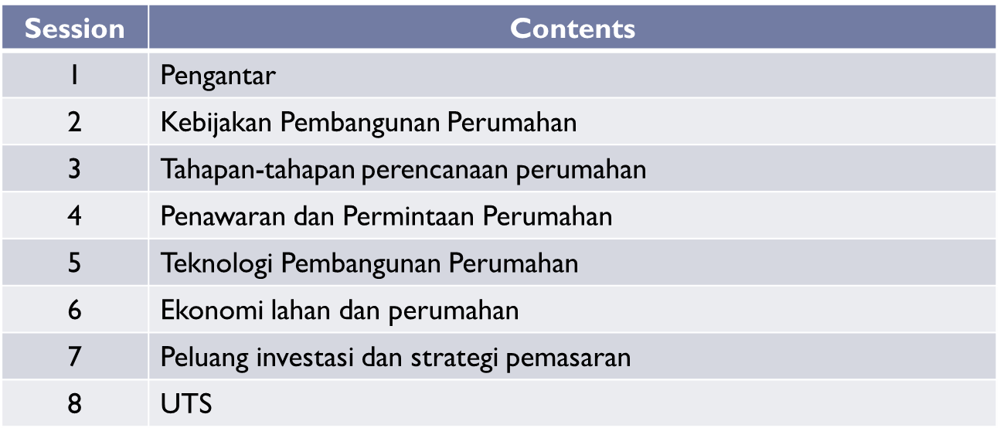 Session Contents
1 Pengantar
2 Kebijakan Pembangunan Perumahan
3 Tahapan-tahapan perencanaan perumahan
4 Penawaran dan Permintaan Perumahan
5 Teknologi Pembangunan Perumahan
6 Ekonomi lahan dan perumahan
7 Peluang investasi dan strategi pemasaran
8 UTS